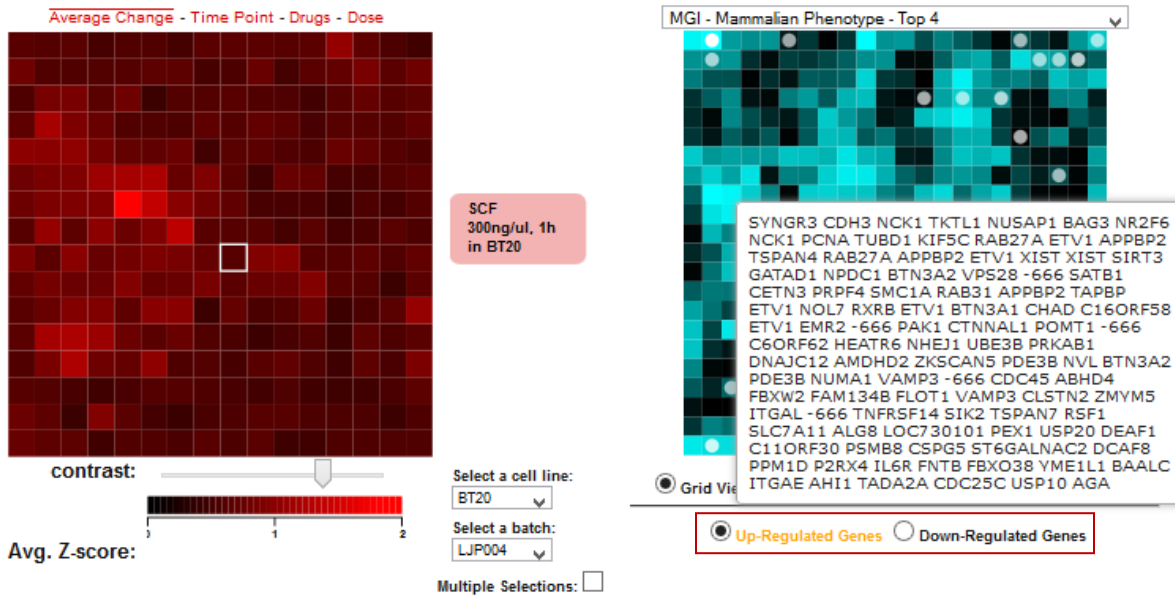 Average Change - Time Point - Drugs - Dose
MGI - Mammalian Phenotype - Top 4
SCF
300ng/ul, 1h
in BT20
SYNGR3 CDH3 NCK1 TKTL1 NUSAP1 BAG3 NR2F6
NCK1 PCNA TUBD1 KIF5C RAB27A ETV1 APPBP2
TSPAN4 RAB27A APPBP2 ETV1 XIST XIST SIRT3
GATAD1 NPDC1 BTN3A2 VPS28 -666 SATB1
CETN3 PRPF4 SMC1A RAB31 APPBP2 TAPBP
ETV1 NOL7 RXRB ETV1 BTN3A1 CHAD C16ORF58
ETV1 EMR2 -666 PAK1 CTNNAL1 POMT1 -666
C6ORF62 HEATR6 NHEJ1 UBE3B PRKAB1
DNAJC12 AMDHD2 ZKSCAN5 PDE3B NVL BTN3A2
PDE3B NUMA1 VAMP3 -666 CDC45 ABHD4
FBXW2 FAM134B FLOT1 VAMP3 CLSTN2 ZMYM5
ITGAL -666 TNFRSF14 SIK2 TSPAN7 RSF1
SLC7A11 ALG8 LOC730101 PEX1 USP20 DEAF1
C11ORF30 PSMB8 CSPG5 ST6GALNAC2 DCAF8
PPM1D P2RX4 IL6R FNTB FBXO38 YME1L1 BAALC
ITGAE AHI1 TADA2A CDC25C USP10 AGA
contrast:
0 1 2
Avg. Z-score:
Select a cell line:
BT20
Select a batch:
LJP004
Multiple Selections:
Grid
Up-Regulated Genes Down-Regulated Genes